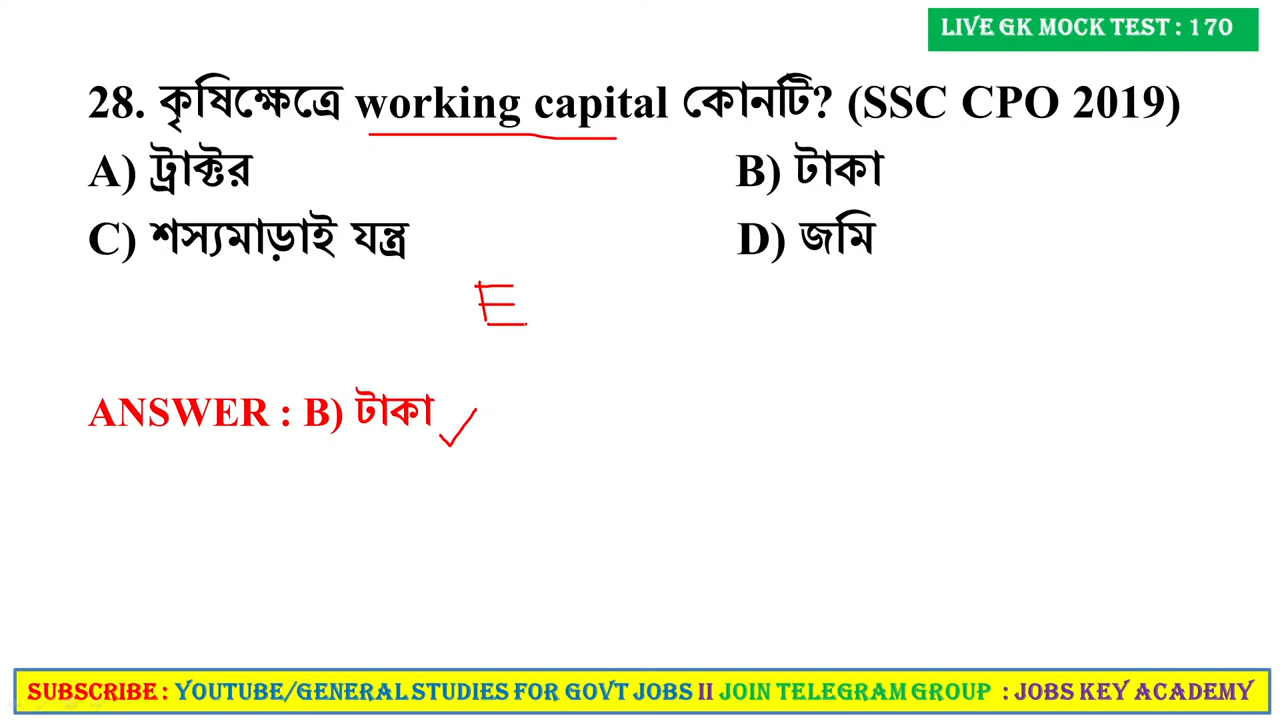 LIVE GK MOCK TEST : 170
28. কৃষিক্ষেত্রে working capital কোনটি? (SSC CPO 2019)
A) ট্রাক্টর B) টাকা
C) শস্যমাড়াই যন্ত্র D) জমি
E
ANSWER : B) টাকা
SUBSCRIBE : YOUTUBE/GENERAL STUDIES FOR GOVT JOBS II JOIN TELEGRAM GROUP : JOBS KEY ACADEMY